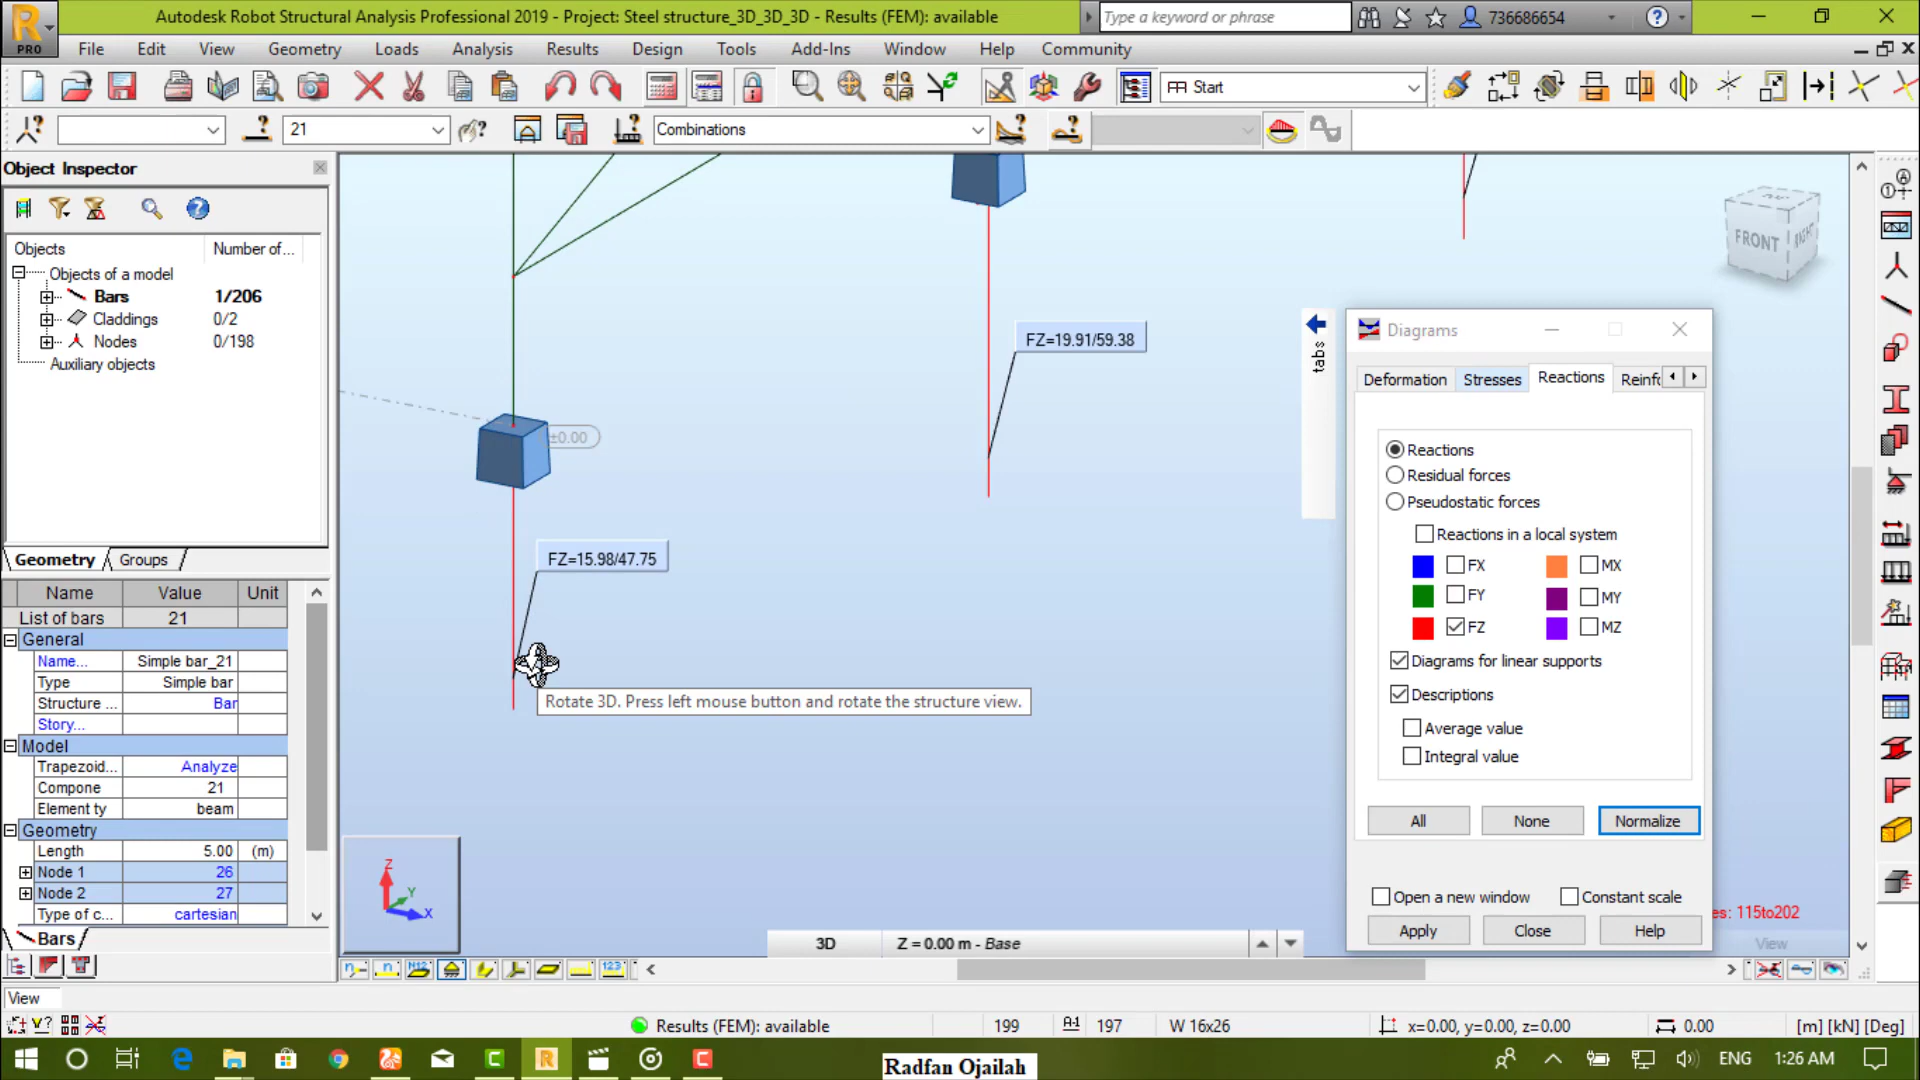 Autodesk Robot Structural Analysis Professional 2019 - Project: Steel structure_3D_3D_3D - Results (FEM): available
Type a keyword or phrase
736686654
PRO
File Edit View Geometry Loads Analysis Results Design Tools Add-Ins Window Help Community
Start
21
Combinations
Object Inspector
Objects Number of...
Objects of a model
Bars 1/206
Claddings 0/2
Nodes 0/198
Auxiliary objects
Geometry Groups
Name Value Unit
List of bars 21
General
Name... Simple bar_21
Type Simple bar
Structure ... Bar
Story...
Model
Trapezoid... Analyze
Compone 21
Element ty beam
Geometry
Length 5.00 (m)
Node 1 26
Node 2 27
Type of c... cartesian
Bars
View
FRONT
RIGHT
FZ=19.91/59.38
±0.00
FZ=15.98/47.75
Rotate 3D. Press left mouse button and rotate the structure view.
Z
Y
X
3D Z = 0.00 m - Base
tabs
Diagrams
Deformation Stresses Reactions Reinfo
Reactions
Residual forces
Pseudostatic forces
Reactions in a local system
FX MX
FY MY
FZ MZ
Diagrams for linear supports
Descriptions
Average value
Integral value
All None Normalize
Open a new window Constant scale
Apply Close Help
es: 115to202
View
Results (FEM): available 199 197 W 16x26 x=0.00, y=0.00, z=0.00 0.00 [m] [kN] [Deg]
Radfan Ojailah
ENG 1:26 AM